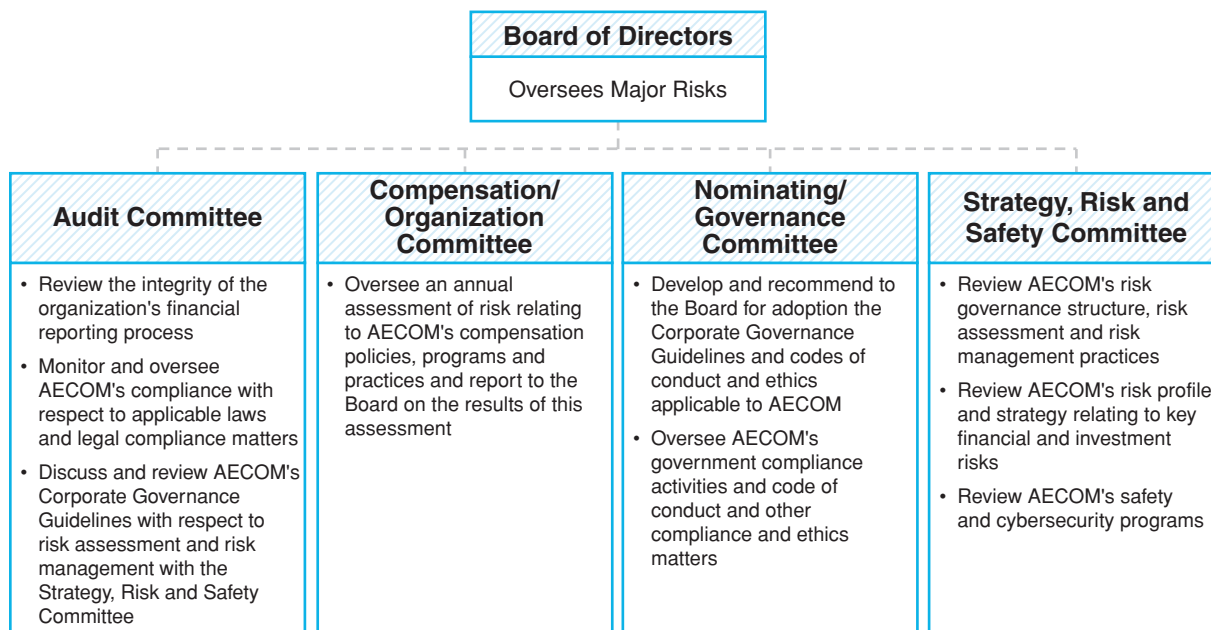 Board of Directors
Oversees Major Risks
Audit Committee
• Review the integrity of the
organization's financial
reporting process
• Monitor and oversee
AECOM's compliance with
respect to applicable laws
and legal compliance matters
• Discuss and review AECOM's
Corporate Governance
Guidelines with respect to
risk assessment and risk
management with the
Strategy, Risk and Safety
Committee
Compensation/
Organization
Committee
• Oversee an annual
assessment of risk relating
to AECOM's compensation
policies, programs and
practices and report to the
Board on the results of this
assessment
Nominating/
Governance
Committee
• Develop and recommend to
the Board for adoption the
Corporate Governance
Guidelines and codes of
conduct and ethics
applicable to AECOM
• Oversee AECOM's
government compliance
activities and code of
conduct and other
compliance and ethics
matters
Strategy, Risk and
Safety Committee
• Review AECOM's risk
governance structure, risk
assessment and risk
management practices
• Review AECOM's risk profile
and strategy relating to key
financial and investment
risks
• Review AECOM's safety
and cybersecurity programs